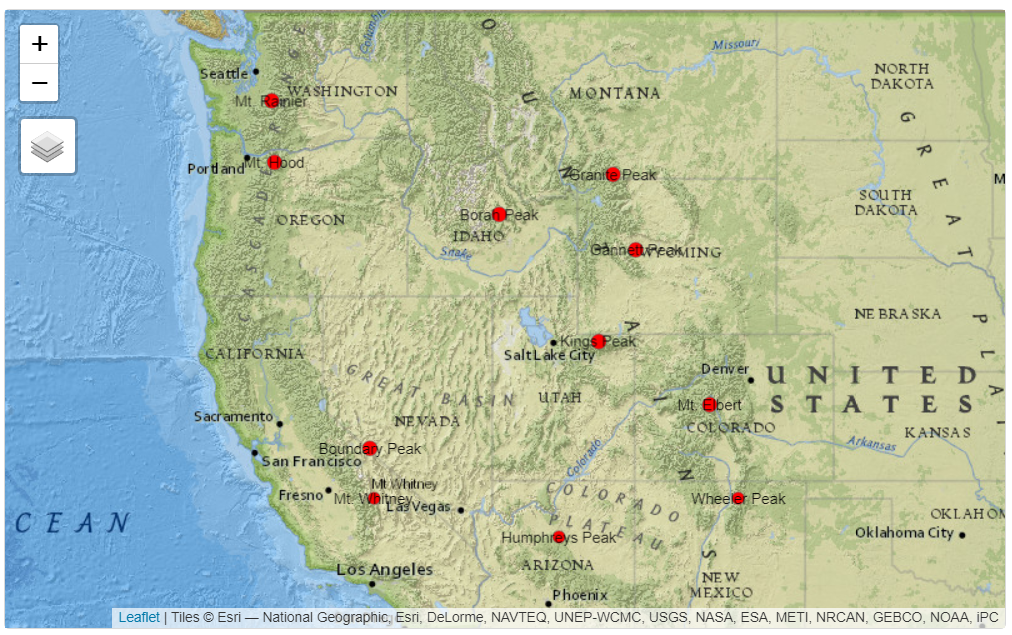 +
−
Columbia
Missouri
Seattle
WASHINGTON
Mt. Rainier
MONTANA
NORTH
DAKOTA
Portland
Mt. Hood
Granite Peak
SOUTH
DAKOTA
OREGON
Borah Peak
IDAHO
Snake
Gannett Peak
WYOMING
CASCADE RANGE
ROCKY MOUNTAINS
GREAT PLAINS
NEBRASKA
CALIFORNIA
Kings Peak
Salt Lake City
GREAT BASIN
Denver
UNITED
STATES
UTAH
Mt. Elbert
COLORADO
Sacramento
NEVADA
KANSAS
Arkansas
Boundary Peak
San Francisco
Colorado
Mt Whitney
Fresno
Mt. Whitney
Las Vegas
COLORADO
PLATEAU
Wheeler Peak
CEAN
OKLAHOM
Oklahoma City
Humphreys Peak
ARIZONA
Los Angeles
NEW
MEXICO
Phoenix
Leaflet | Tiles © Esri — National Geographic, Esri, DeLorme, NAVTEQ, UNEP-WCMC, USGS, NASA, ESA, METI, NRCAN, GEBCO, NOAA, iPC